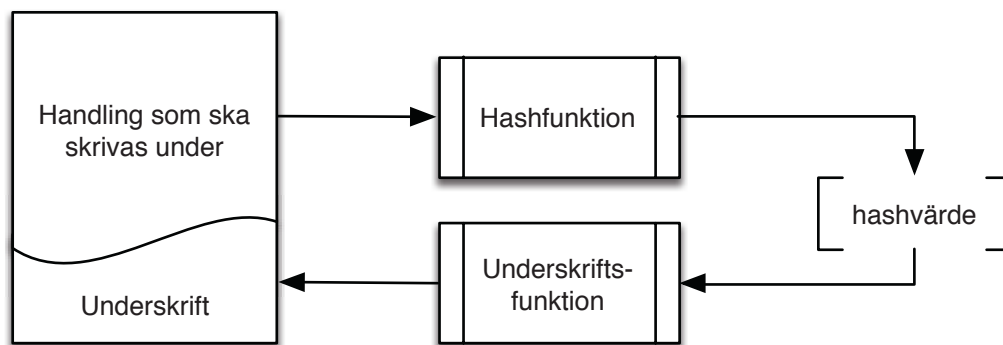 Handling som ska
skrivas under
Hashfunktion
hashvärde
Underskrifts-
funktion
Underskrift